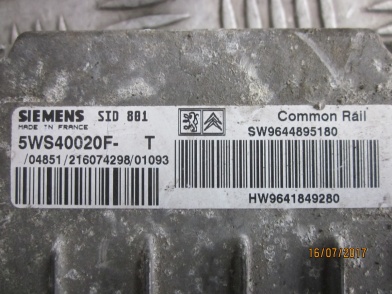 SIEMENS SID 801
MADE IN FRANCE
5WS40020F- T
/04851/216074298/01093
Common Rail
SW9644895180
HW9641849280
16/07/2017